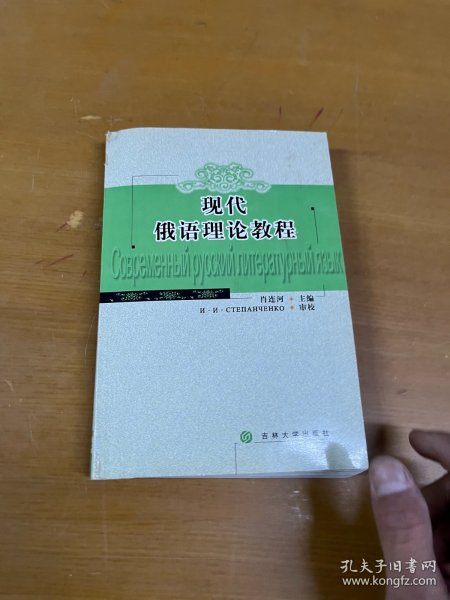 现代
俄语理论教程
Современный русский литературный язык
肖连河 主编
И·И·СТЕПАНЧЕНКО 审校
吉林大学出版社
孔夫子旧书网
www.kongfz.com